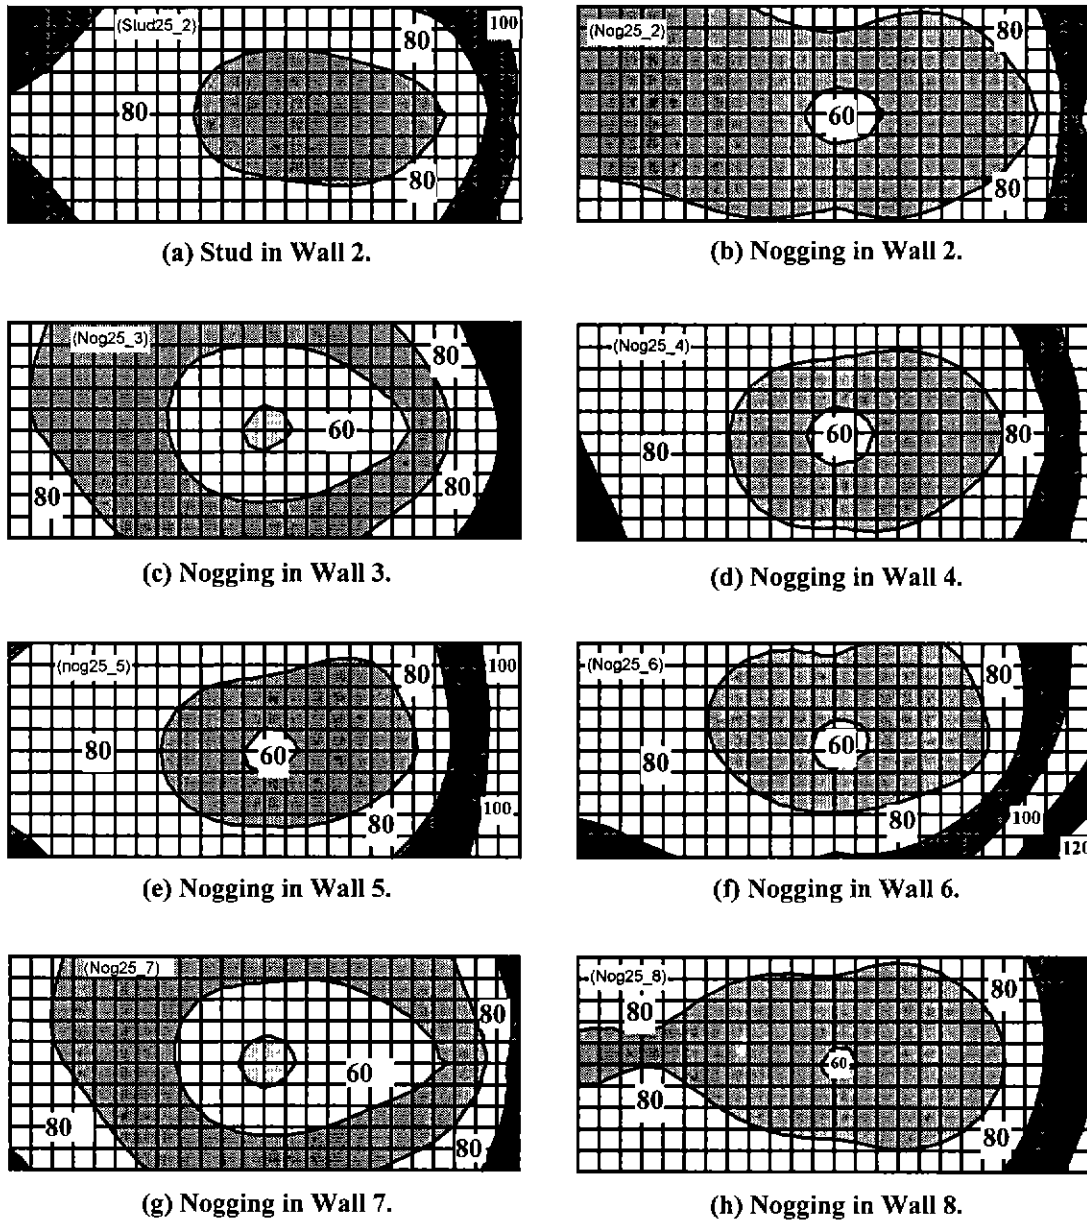 (Stud25_2)
80
100
80
80
(a) Stud in Wall 2.
(Nog25_2)
80
60
80
(b) Nogging in Wall 2.
(Nog25_3)
80
60
80
80
(c) Nogging in Wall 3.
(Nog25_4)
60
80
80
(d) Nogging in Wall 4.
(nog25_5)
100
80
80
60
100
80
(e) Nogging in Wall 5.
(Nog25_6)
80
60
80
80
100
120
(f) Nogging in Wall 6.
(Nog25_7)
80
60
80
80
(g) Nogging in Wall 7.
(Nog25_8)
80
80
60
80
80
(h) Nogging in Wall 8.